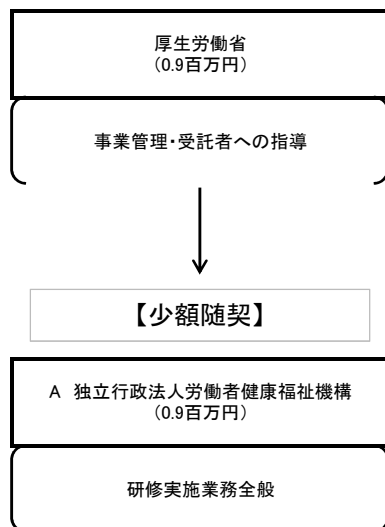 厚生労働省
（0.9百万円）
事業管理・受託者への指導
【少額随契】
A 独立行政法人労働者健康福祉機構
（0.9百万円）
研修実施業務全般